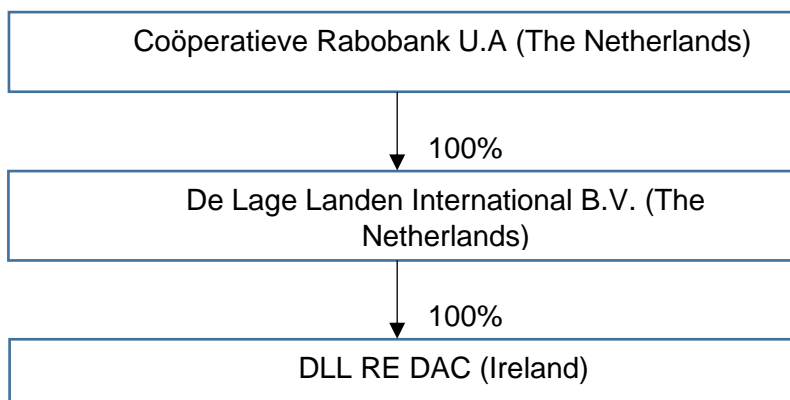 Coöperatieve Rabobank U.A (The Netherlands)
100%
De Lage Landen International B.V. (The
Netherlands)
100%
DLL RE DAC (Ireland)